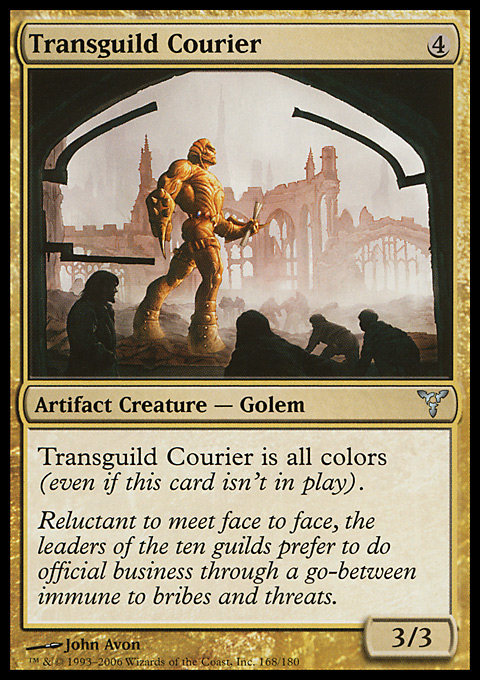 Transguild Courier 4
Artifact Creature — Golem
Transguild Courier is all colors
(even if this card isn't in play).
Reluctant to meet face to face, the
leaders of the ten guilds prefer to do
official business through a go-between
immune to bribes and threats.
3/3
John Avon
™ & © 1993–2006 Wizards of the Coast, Inc. 168/180